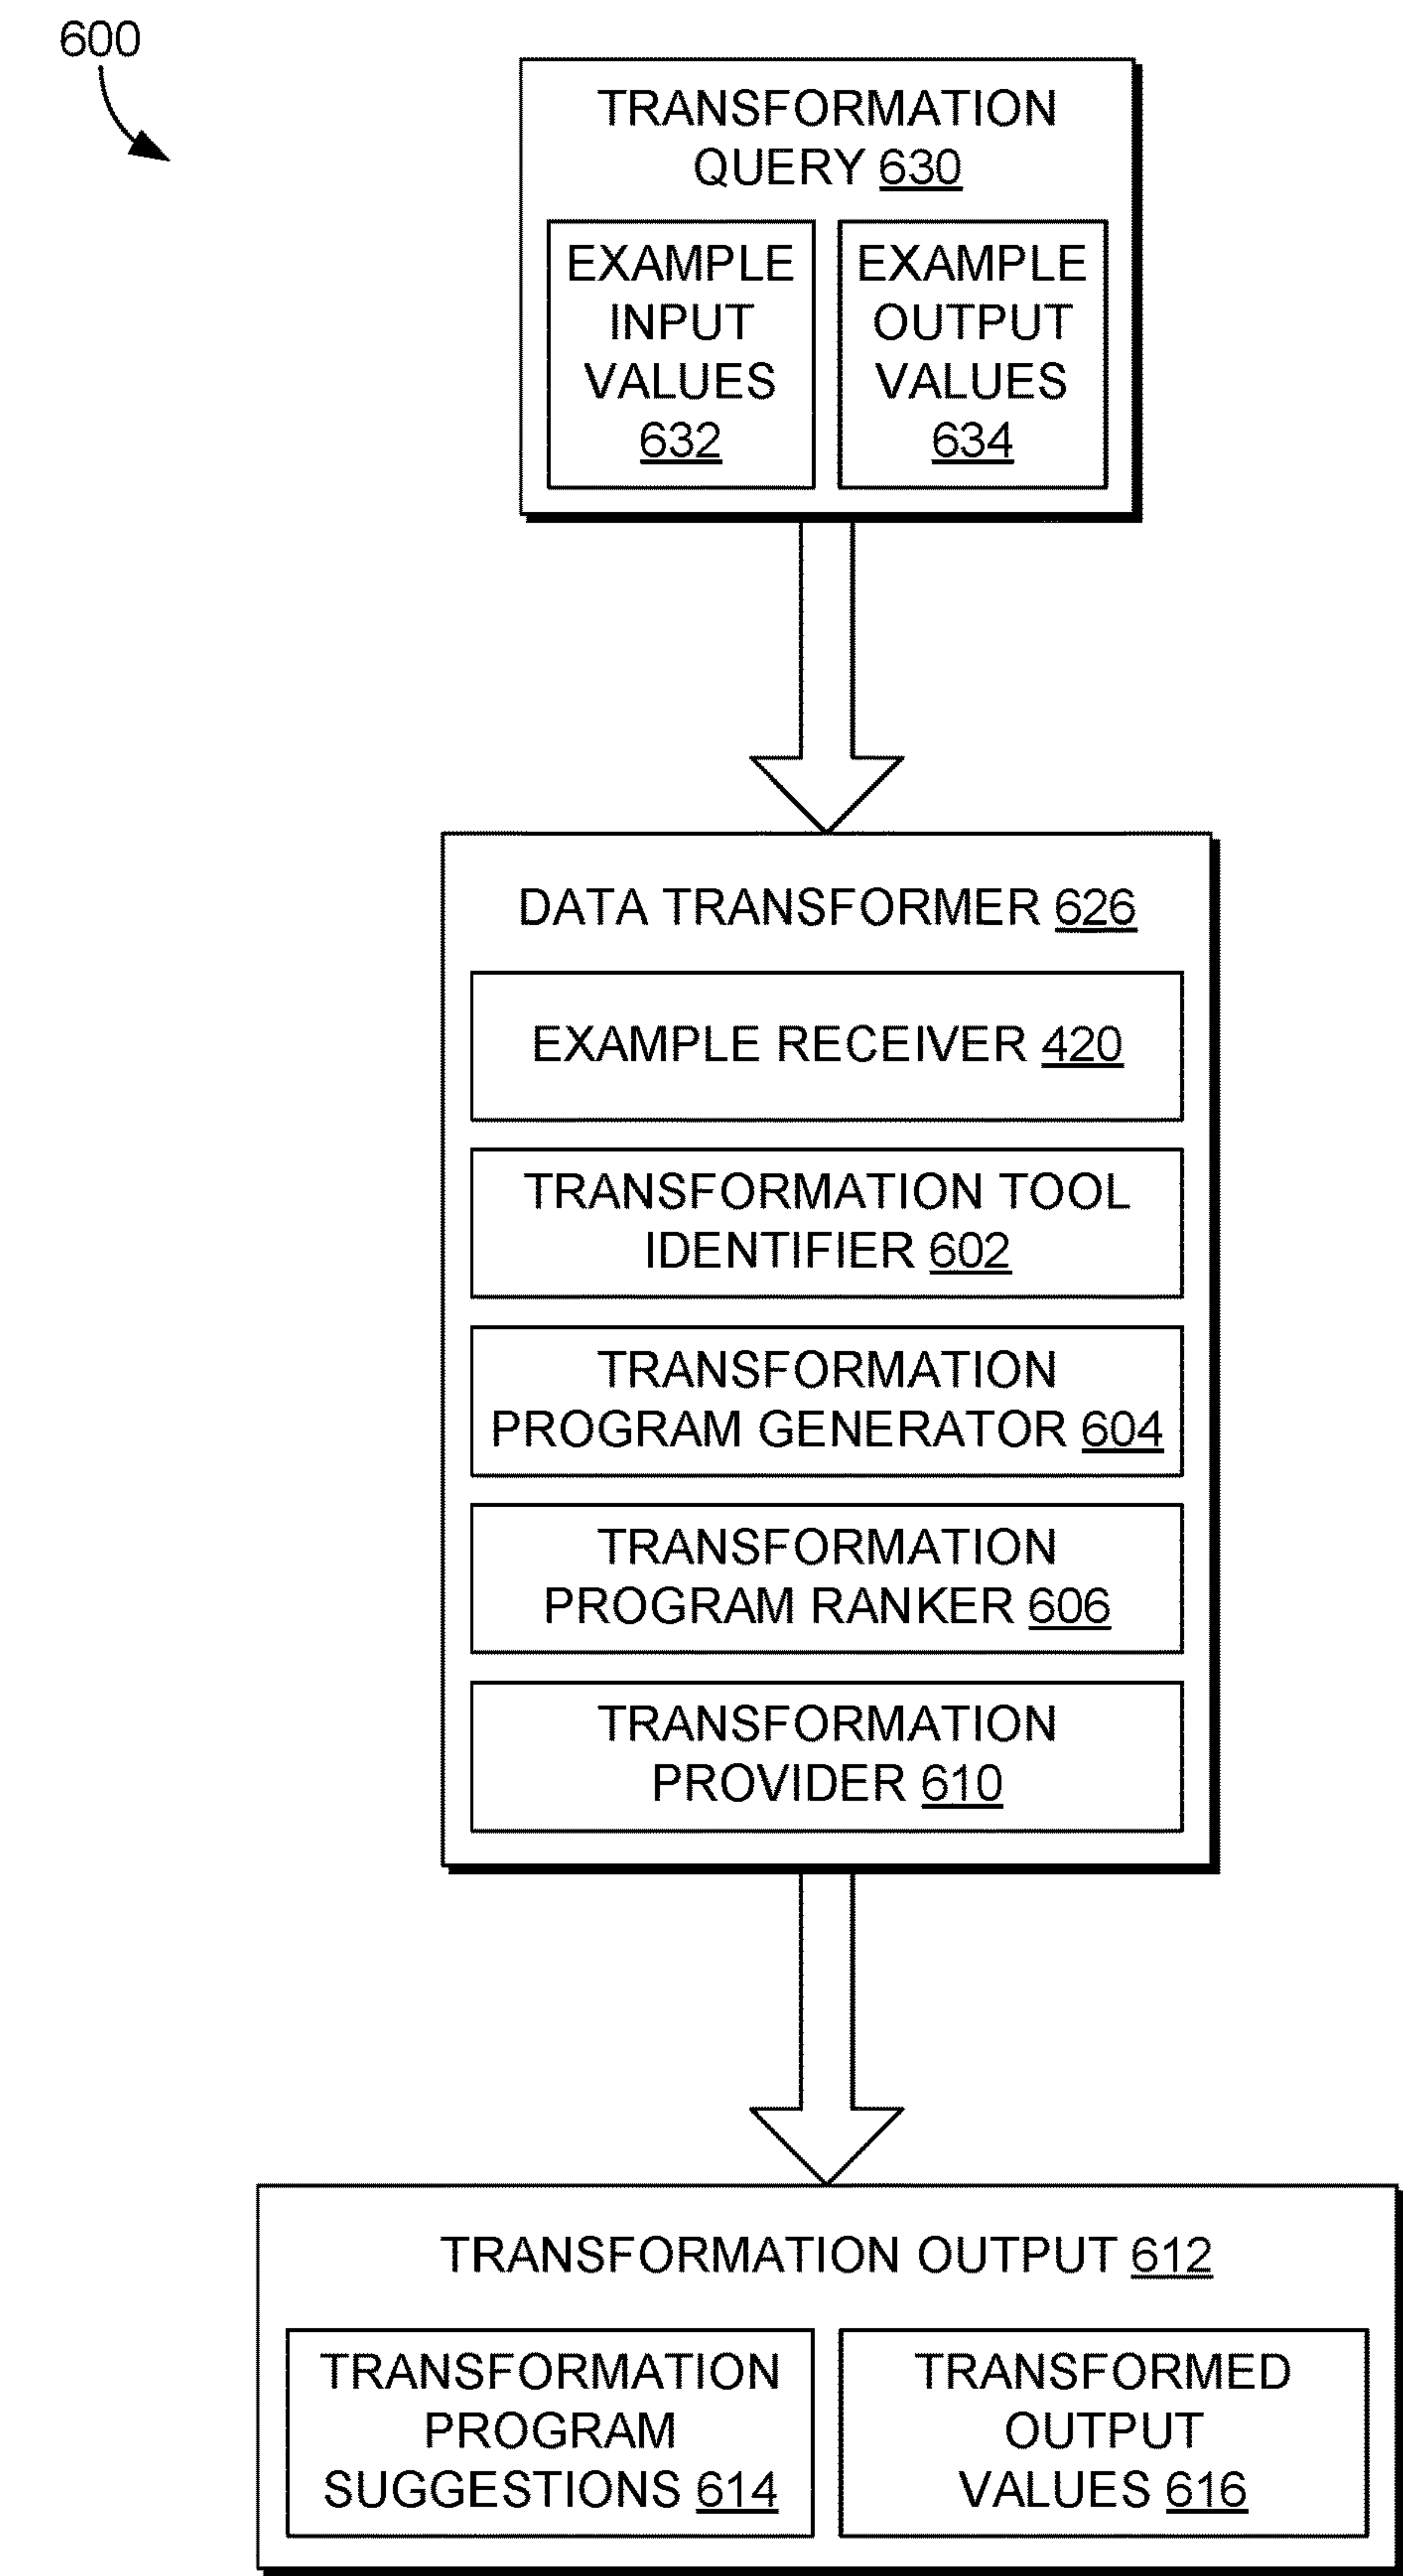 600
TRANSFORMATION
QUERY 630
EXAMPLE
INPUT
VALUES
632
EXAMPLE
OUTPUT
VALUES
634
DATA TRANSFORMER 626
EXAMPLE RECEIVER 420
TRANSFORMATION TOOL
IDENTIFIER 602
TRANSFORMATION
PROGRAM GENERATOR 604
TRANSFORMATION
PROGRAM RANKER 606
TRANSFORMATION
PROVIDER 610
TRANSFORMATION OUTPUT 612
TRANSFORMATION
PROGRAM
SUGGESTIONS 614
TRANSFORMED
OUTPUT
VALUES 616